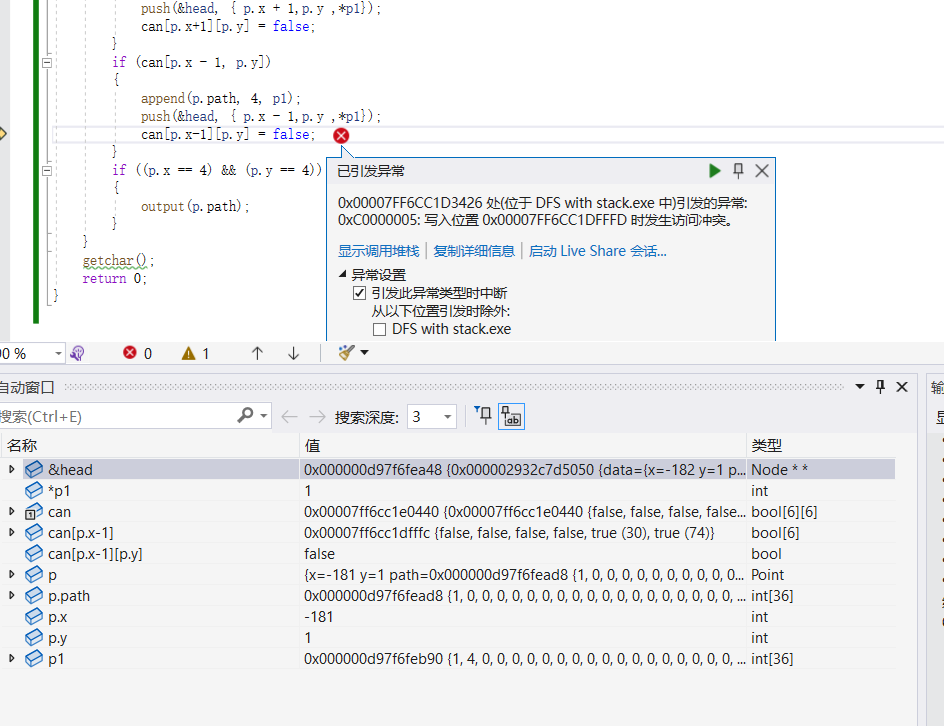 push(&head, { p.x + 1,p.y ,*p1});
can[p.x+1][p.y] = false;
}
if (can[p.x - 1, p.y])
{
append(p.path, 4, p1);
push(&head, { p.x - 1,p.y ,*p1});
can[p.x-1][p.y] = false;
}
if ((p.x == 4) && (p.y == 4))
{
output(p.path);
}
}
getchar();
return 0;
}
已引发异常
0x00007FF6CC1D3426 处(位于 DFS with stack.exe 中)引发的异常:
0xC0000005: 写入位置 0x00007FF6CC1DFFFD 时发生访问冲突。
显示调用堆栈 | 复制详细信息 | 启动 Live Share 会话...
异常设置
引发此异常类型时中断
从以下位置引发时除外:
DFS with stack.exe
0 % 0 1
自动窗口
搜索(Ctrl+E) 搜索深度: 3
名称 值 类型
&head 0x000000d97f6fea48 {0x000002932c7d5050 {data={x=-182 y=1 p... Node * *
*p1 1 int
can 0x00007ff6cc1e0440 {0x00007ff6cc1e0440 {false, false, false, false... bool[6][6]
can[p.x-1] 0x00007ff6cc1dfffc {false, false, false, false, true (30), true (74)} bool[6]
can[p.x-1][p.y] false bool
p {x=-181 y=1 path=0x000000d97f6fead8 {1, 0, 0, 0, 0, 0, 0, 0, 0, 0, 0... Point
p.path 0x000000d97f6fead8 {1, 0, 0, 0, 0, 0, 0, 0, 0, 0, 0, 0, 0, 0, 0, 0, 0, 0, ... int[36]
p.x -181 int
p.y 1 int
p1 0x000000d97f6feb90 {1, 4, 0, 0, 0, 0, 0, 0, 0, 0, 0, 0, 0, 0, 0, 0, 0, 0, ... int[36]